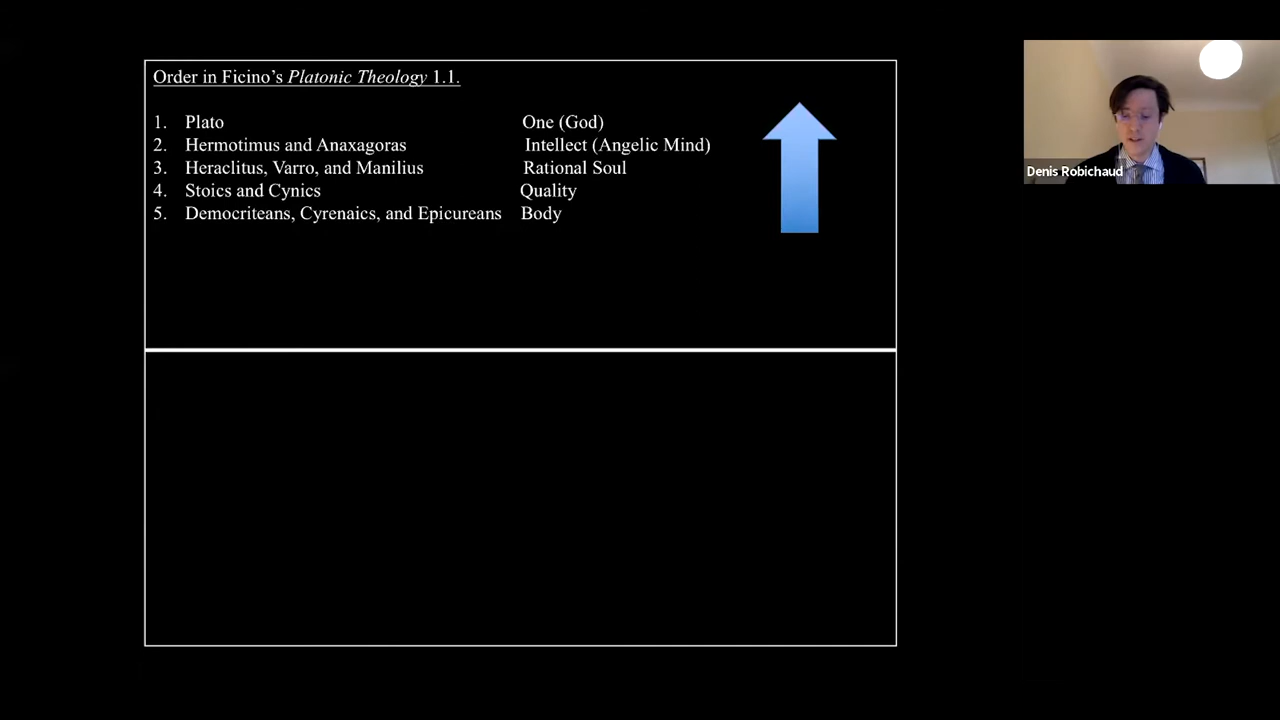 Order in Ficino's Platonic Theology 1.1.
1. Plato One (God)
2. Hermotimus and Anaxagoras Intellect (Angelic Mind)
3. Heraclitus, Varro, and Manilius Rational Soul
4. Stoics and Cynics Quality
5. Democriteans, Cyrenaics, and Epicureans Body
Denis Robichaud